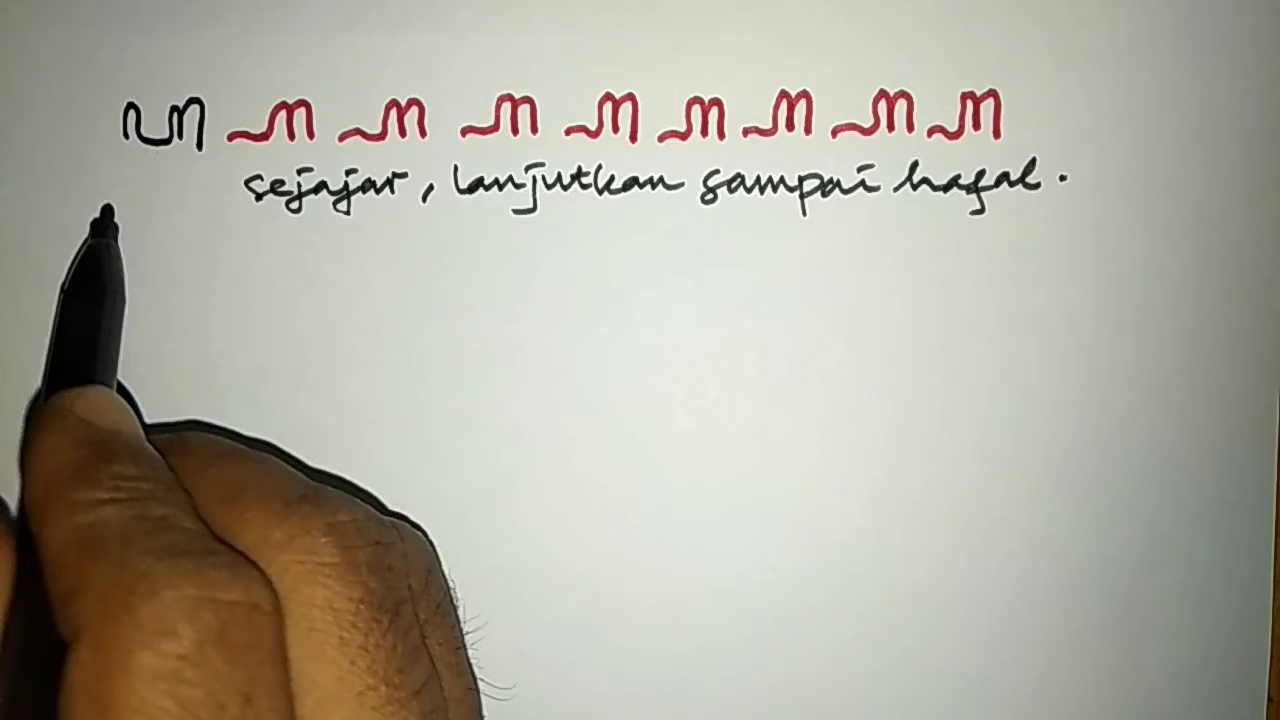 ꦲ ꦤ ꦤ ꦤ ꦤ ꦤ ꦤ ꦤ ꦤ
sejajar, lanjutkan sampai hafal.